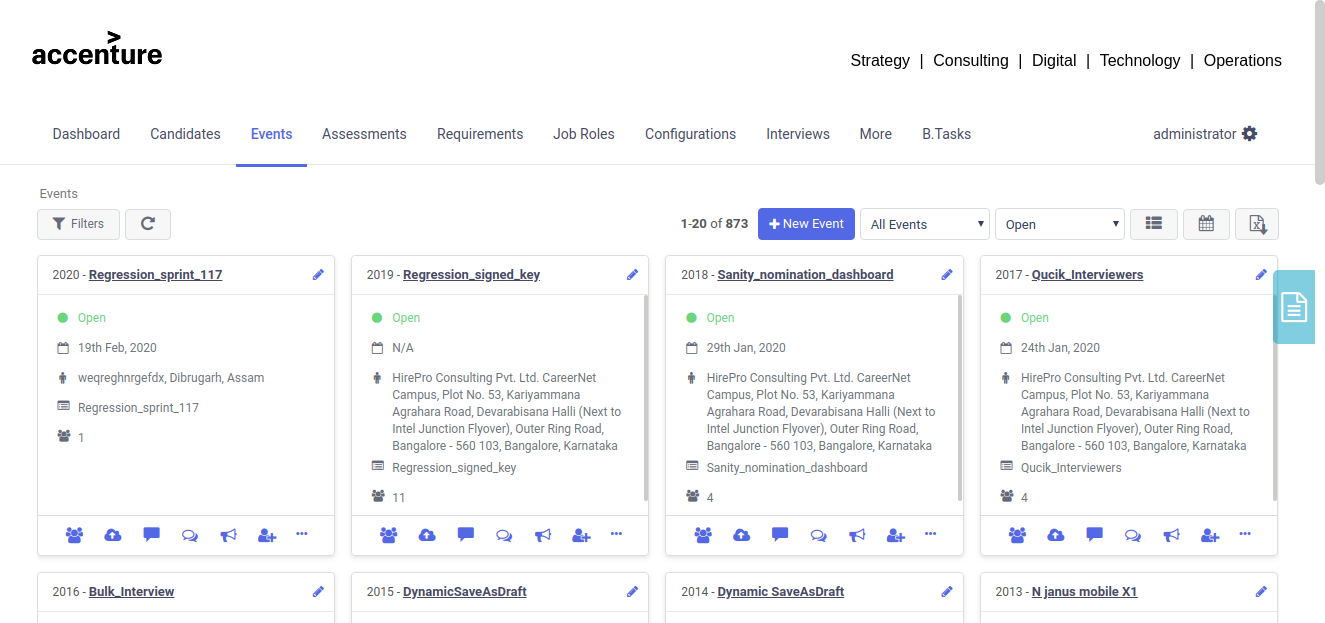 accenture
Strategy | Consulting | Digital | Technology | Operations
Dashboard Candidates Events Assessments Requirements Job Roles Configurations Interviews More B.Tasks administrator
Events
Filters 1-20 of 873 New Event All Events Open
2020 - Regression_sprint_117
Open
19th Feb, 2020
weqreghnrgefdx, Dibrugarh, Assam
Regression_sprint_117
1
2019 - Regression_signed_key
Open
N/A
HirePro Consulting Pvt. Ltd. CareerNet
Campus, Plot No. 53, Kariyammana
Agrahara Road, Devarabisana Halli (Next to
Intel Junction Flyover), Outer Ring Road,
Bangalore - 560 103, Bangalore, Karnataka
Regression_signed_key
11
2018 - Sanity_nomination_dashboard
Open
29th Jan, 2020
HirePro Consulting Pvt. Ltd. CareerNet
Campus, Plot No. 53, Kariyammana
Agrahara Road, Devarabisana Halli (Next to
Intel Junction Flyover), Outer Ring Road,
Bangalore - 560 103, Bangalore, Karnataka
Sanity_nomination_dashboard
4
2017 - Qucik_Interviewers
Open
24th Jan, 2020
HirePro Consulting Pvt. Ltd. CareerNet
Campus, Plot No. 53, Kariyammana
Agrahara Road, Devarabisana Halli (Next to
Intel Junction Flyover), Outer Ring Road,
Bangalore - 560 103, Bangalore, Karnataka
Qucik_Interviewers
4
2016 - Bulk_Interview
2015 - DynamicSaveAsDraft
2014 - Dynamic SaveAsDraft
2013 - N janus mobile X1